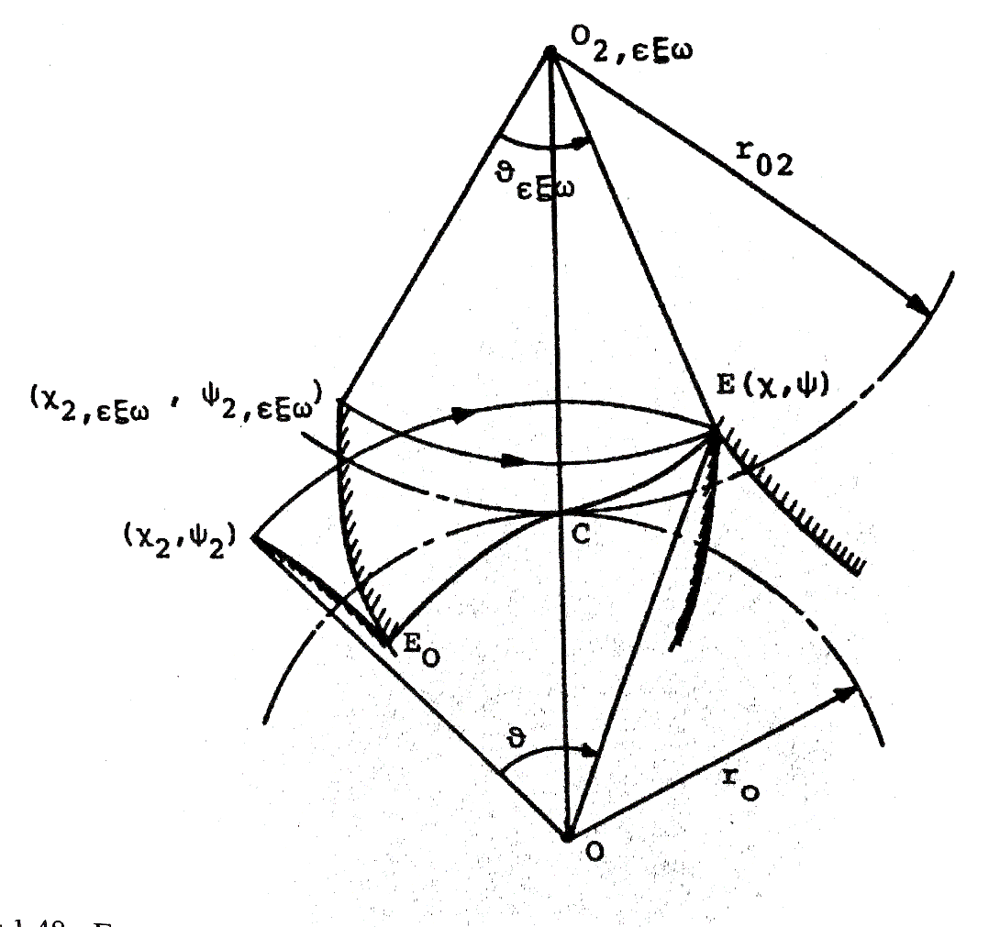 O2,εξω
r02
ϑεξω
E(χ,ψ)
(χ2,εξω , ψ2,εξω)
(χ2,ψ2)
C
EO
ϑ
ro
O